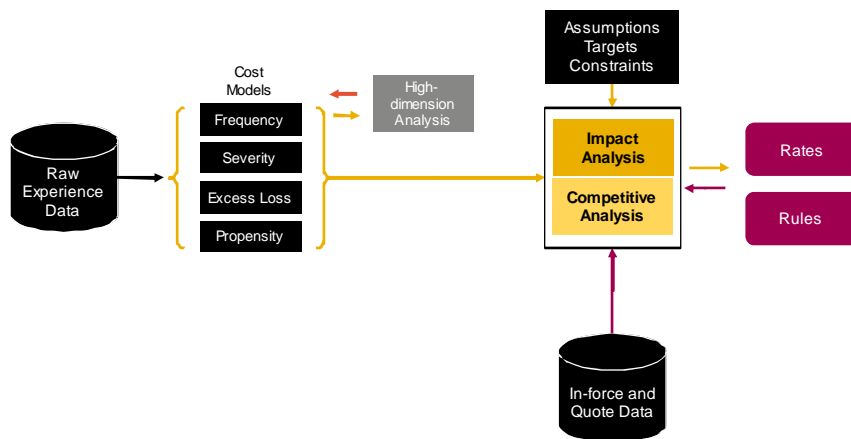 Assumptions
Targets
Constraints
Cost
Models
High-
dimension
Analysis
Frequency
Severity
Excess Loss
Propensity
Raw
Experience
Data
Impact
Analysis
Competitive
Analysis
Rates
Rules
In-force and
Quote Data